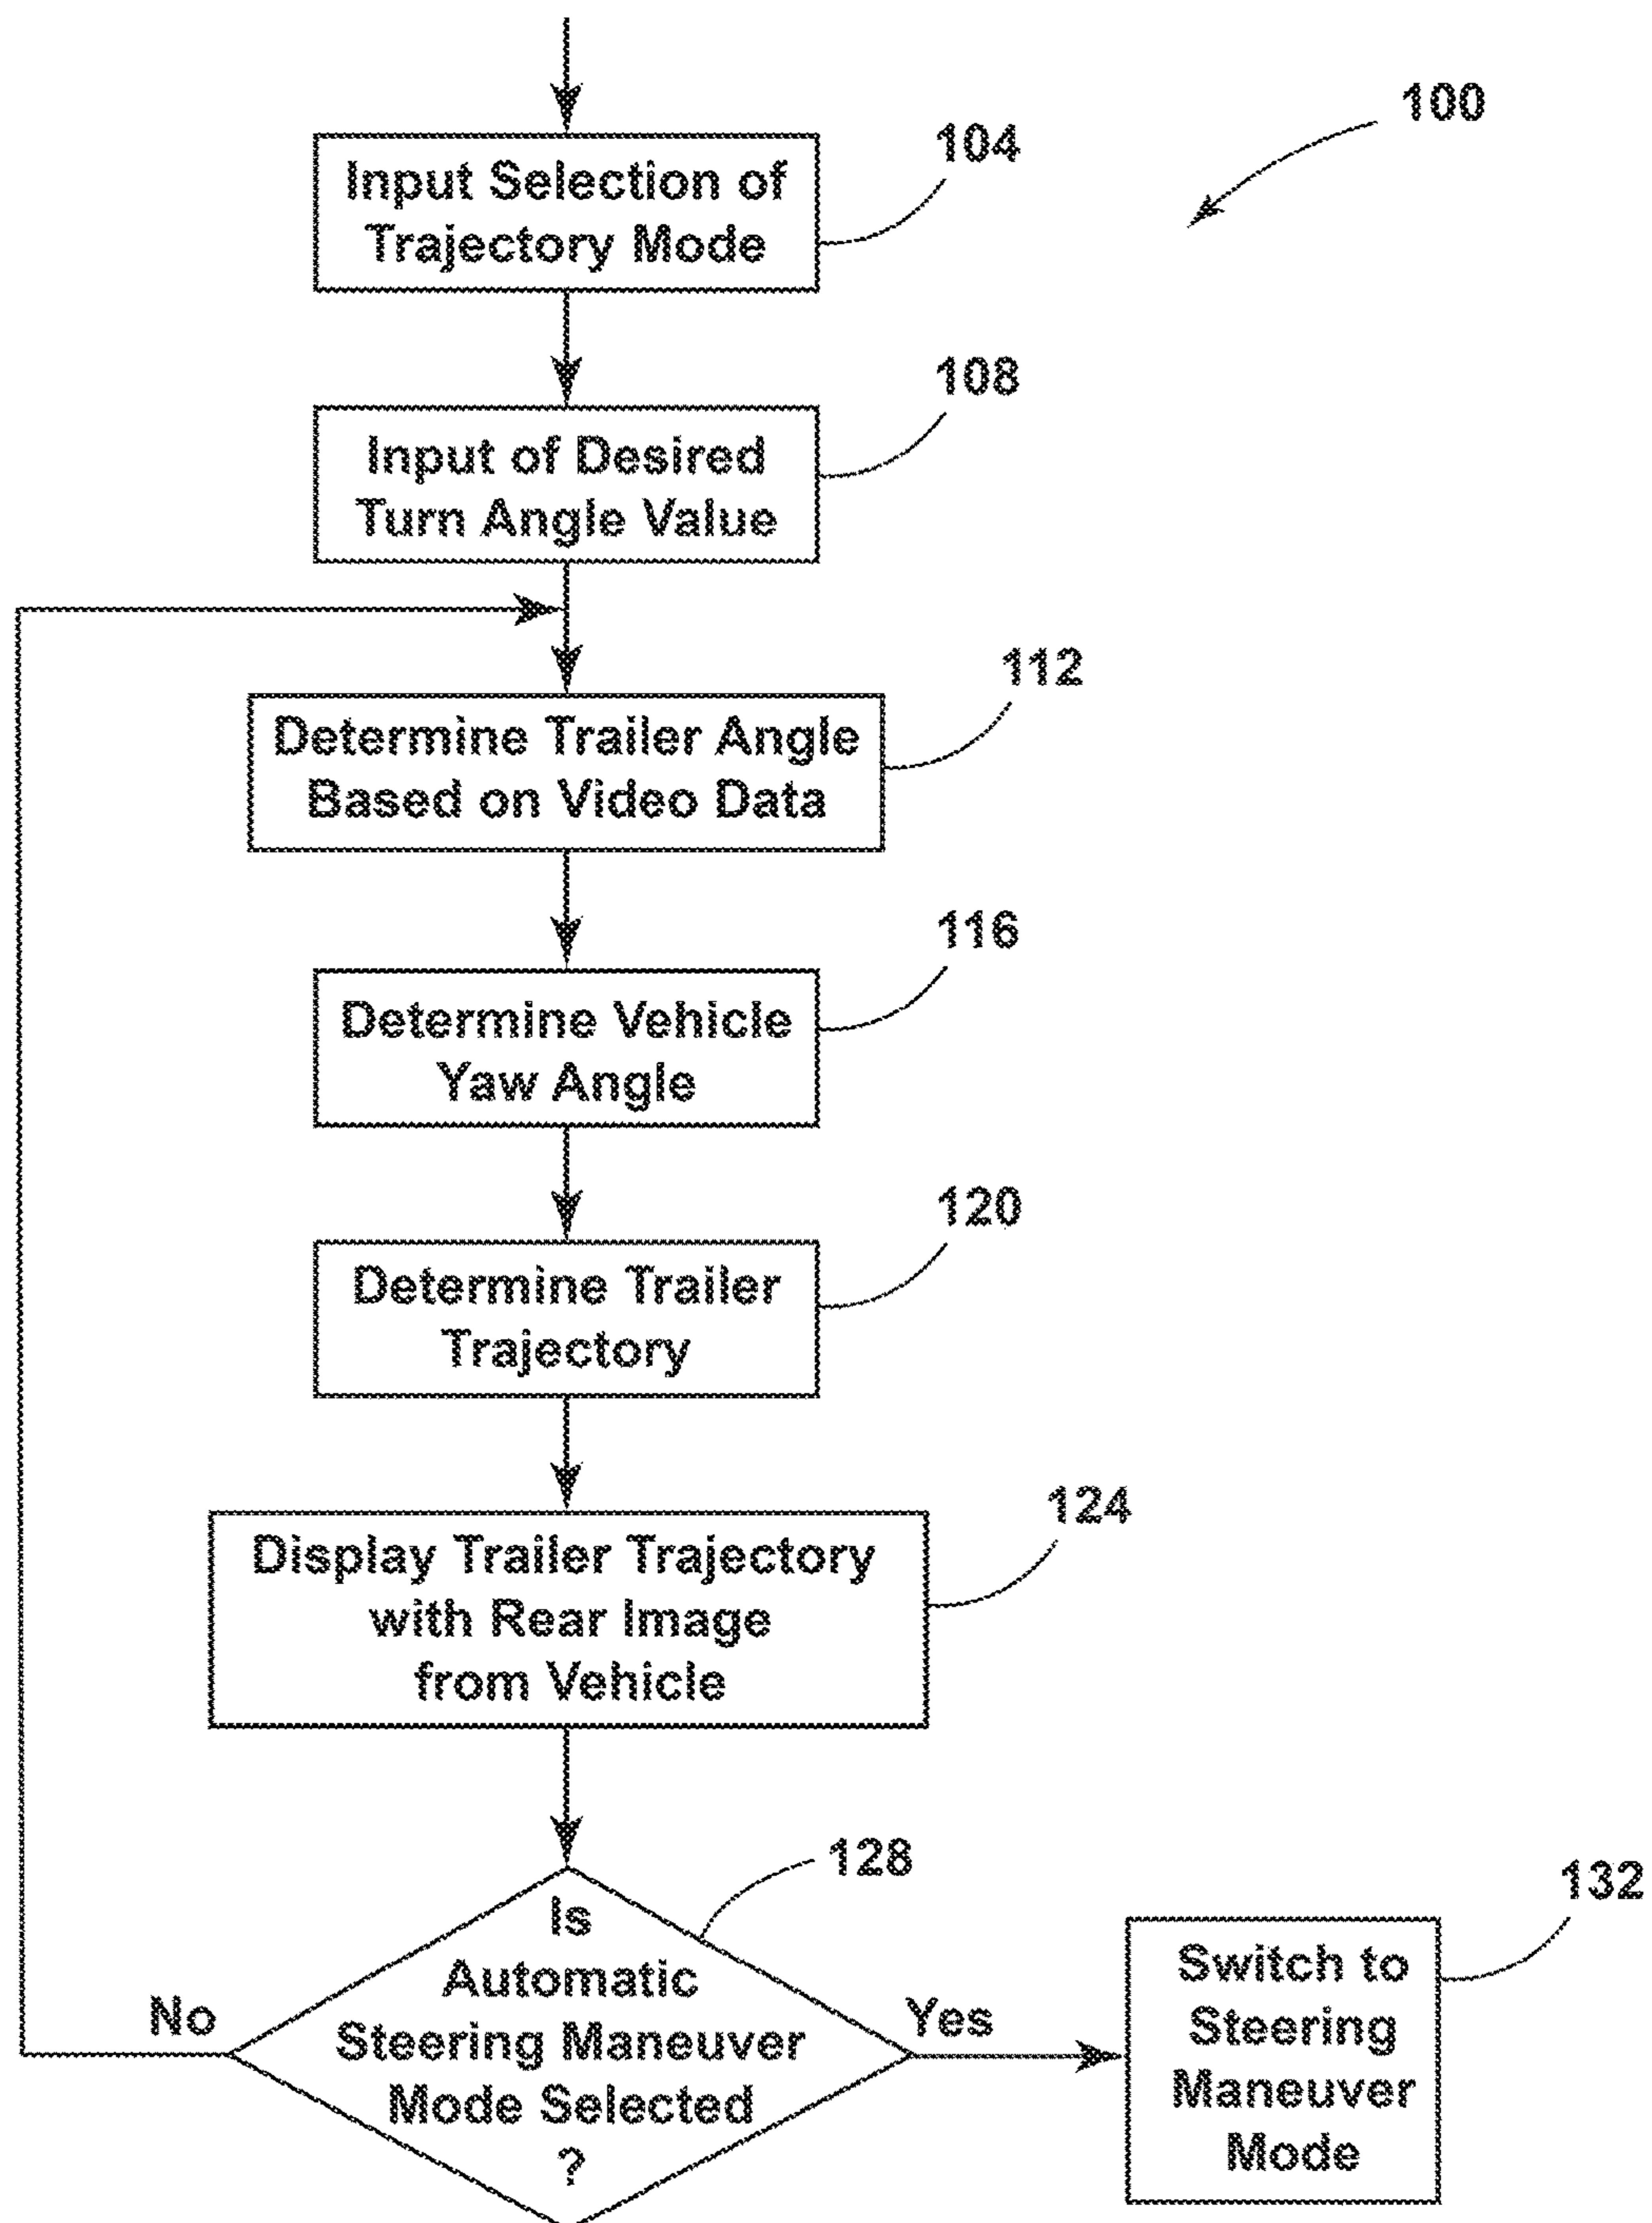 100
104
Input Selection of
Trajectory Mode
108
Input of Desired
Turn Angle Value
112
Determine Trailer Angle
Based on Video Data
116
Determine Vehicle
Yaw Angle
120
Determine Trailer
Trajectory
124
Display Trailer Trajectory
with Rear Image
from Vehicle
128
Is
Automatic
Steering Maneuver
Mode Selected
?
No
Yes
132
Switch to
Steering
Maneuver
Mode